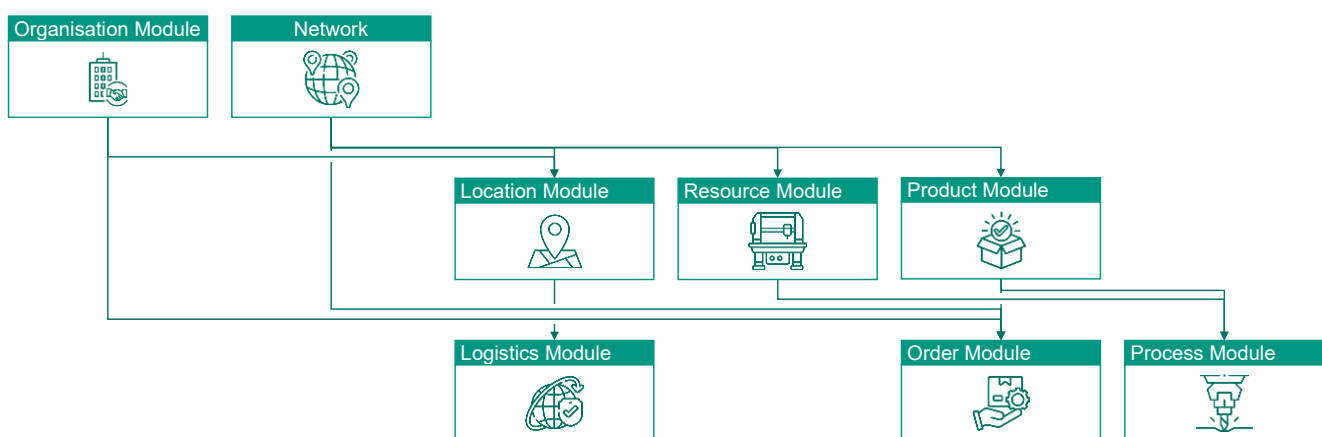 Organisation Module
Network
Location Module
Resource Module
Product Module
Logistics Module
Order Module
Process Module